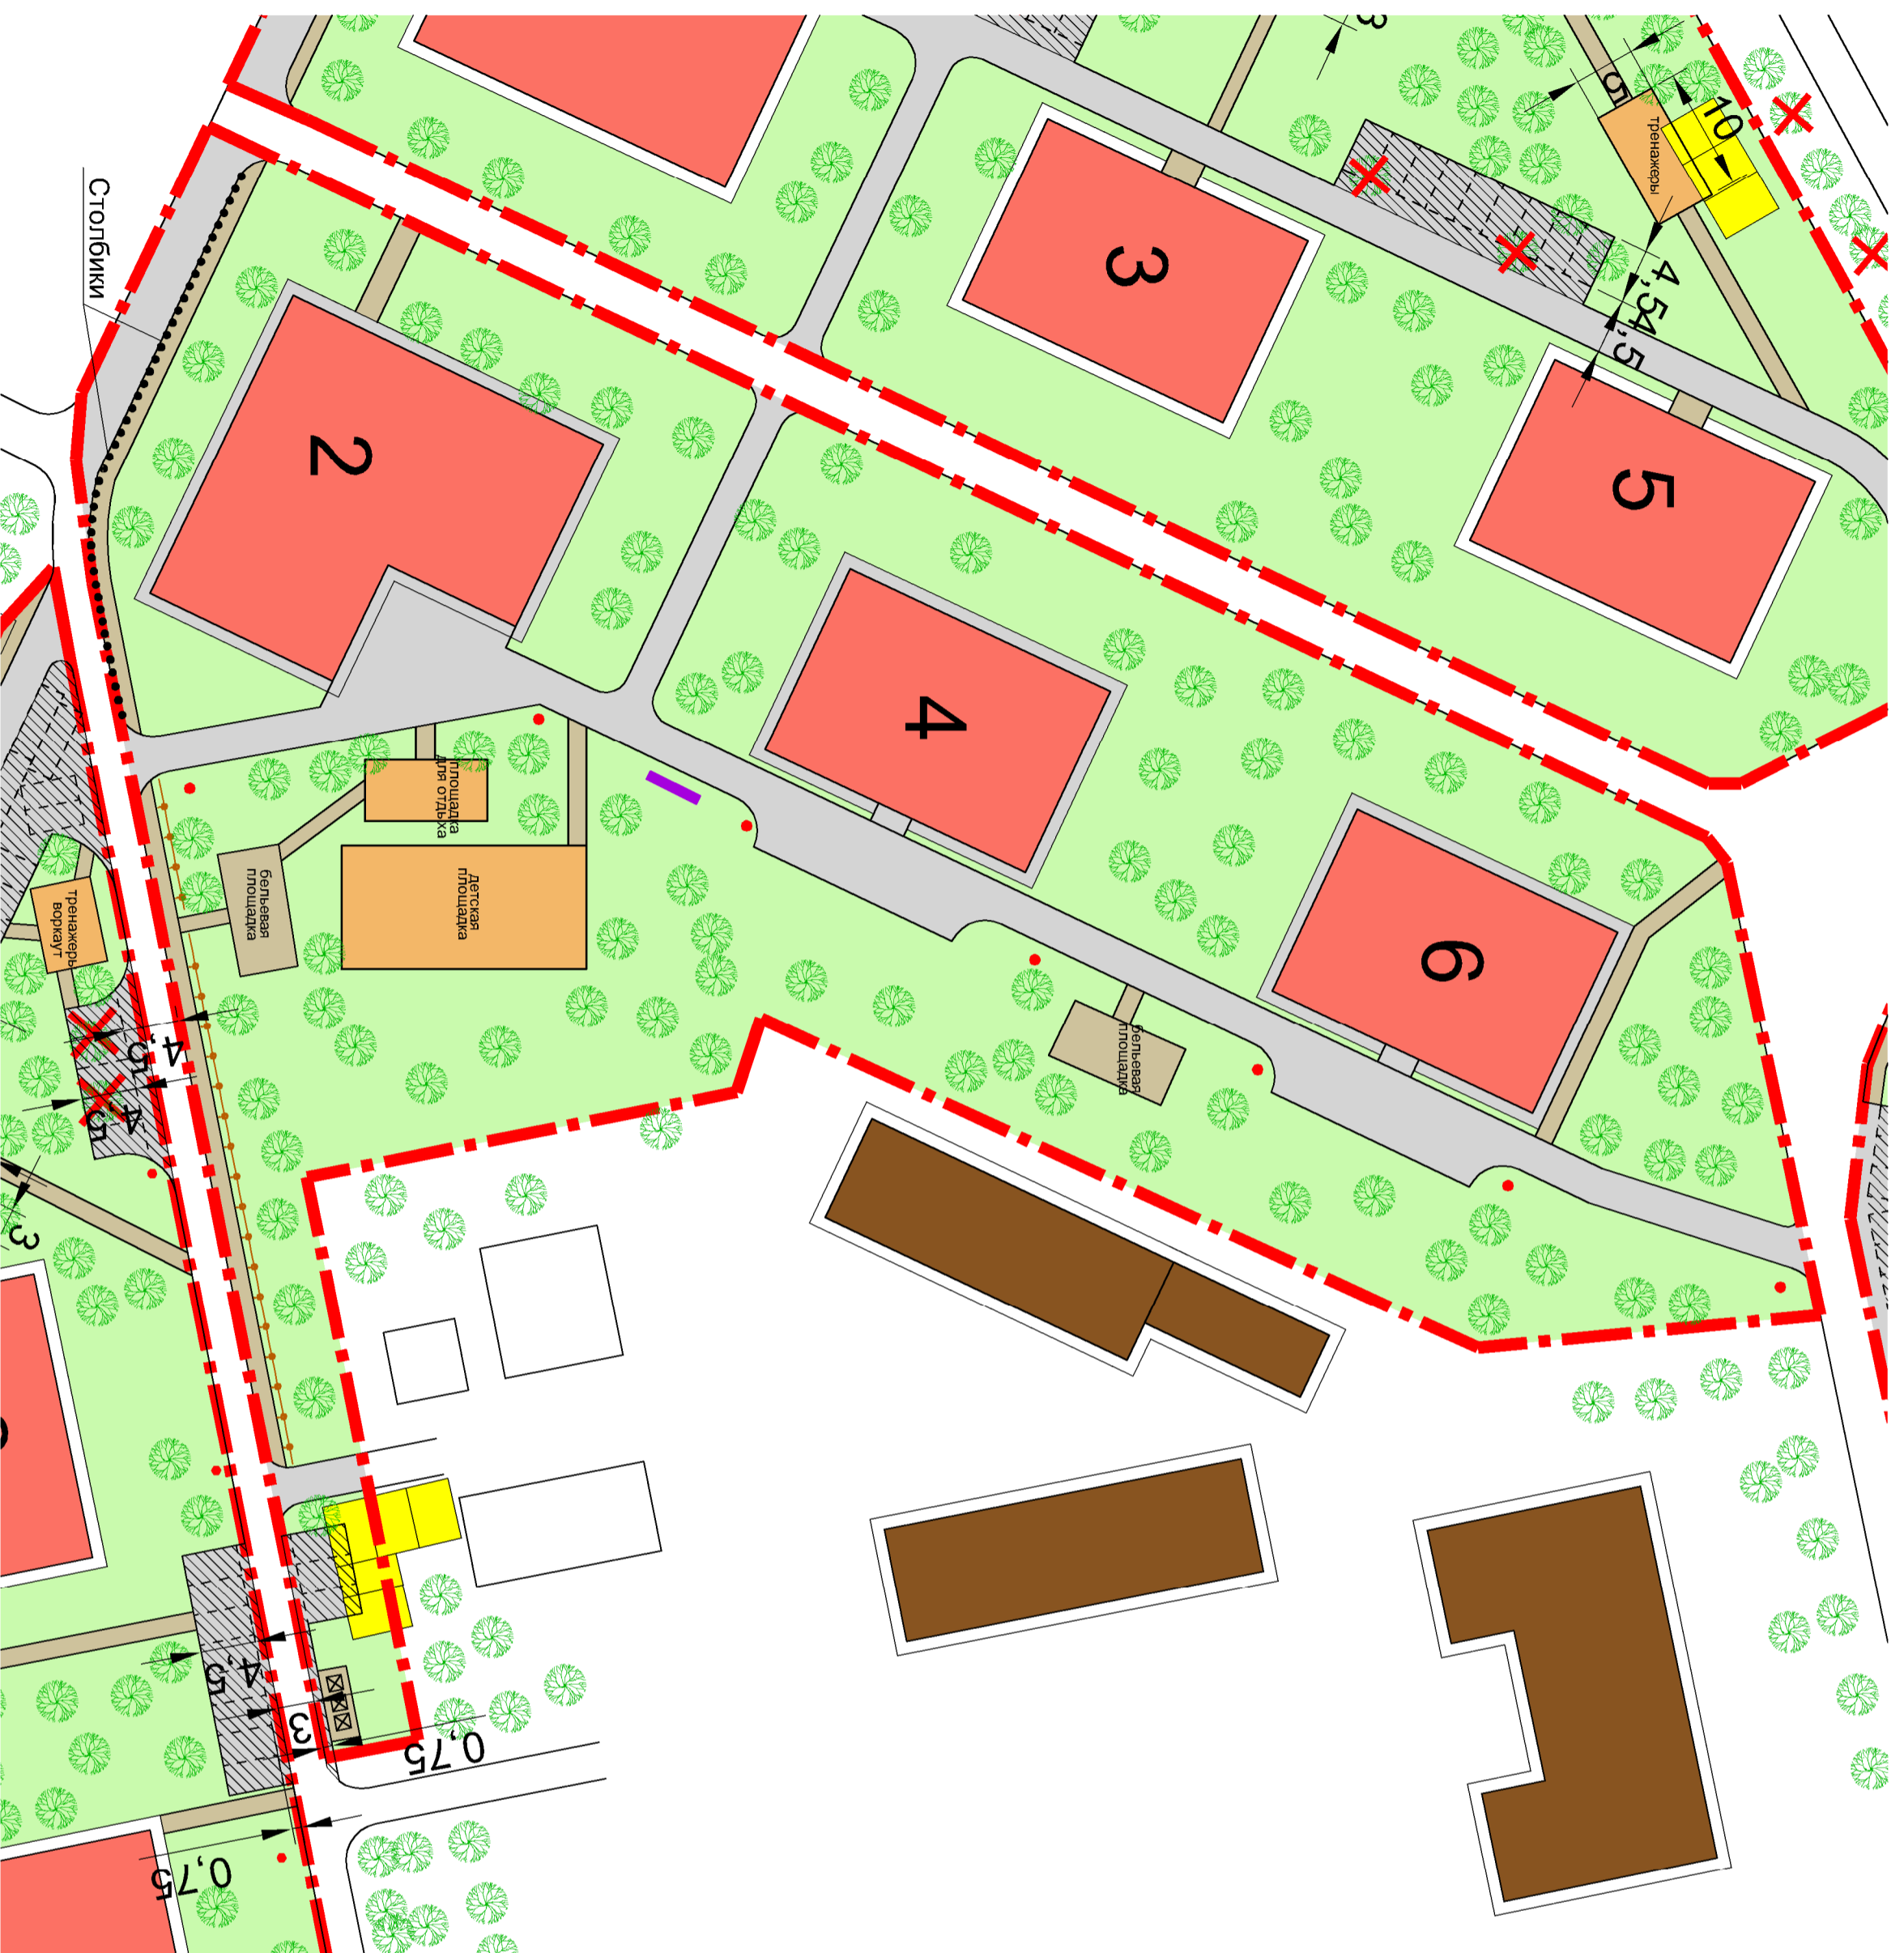 3
5
10
тренажеры
Столбики
3
4,5
4,5
2
5
4
площадка
для отдыха
бельевая
площадка
детская
площадка
тренажеры
воркаут
6
бельевая
площадка
4,5
4,5
3
4,5
3
0,75
0,75